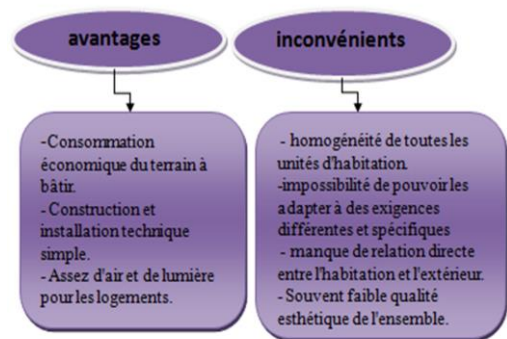 avantages
-Consommation
économique du terrain à
bâtir.
- Construction et
installation technique
simple.
- Assez d'air et de lumière
pour les logements.
inconvénients
- homogénéité de toutes les
unités d'habitation.
-impossibilité de pouvoir les
adapter à des exigences
différentes et spécifiques
- manque de relation directe
entre l'habitation et l'extérieur.
- Souvent faible qualité
esthétique de l'ensemble.